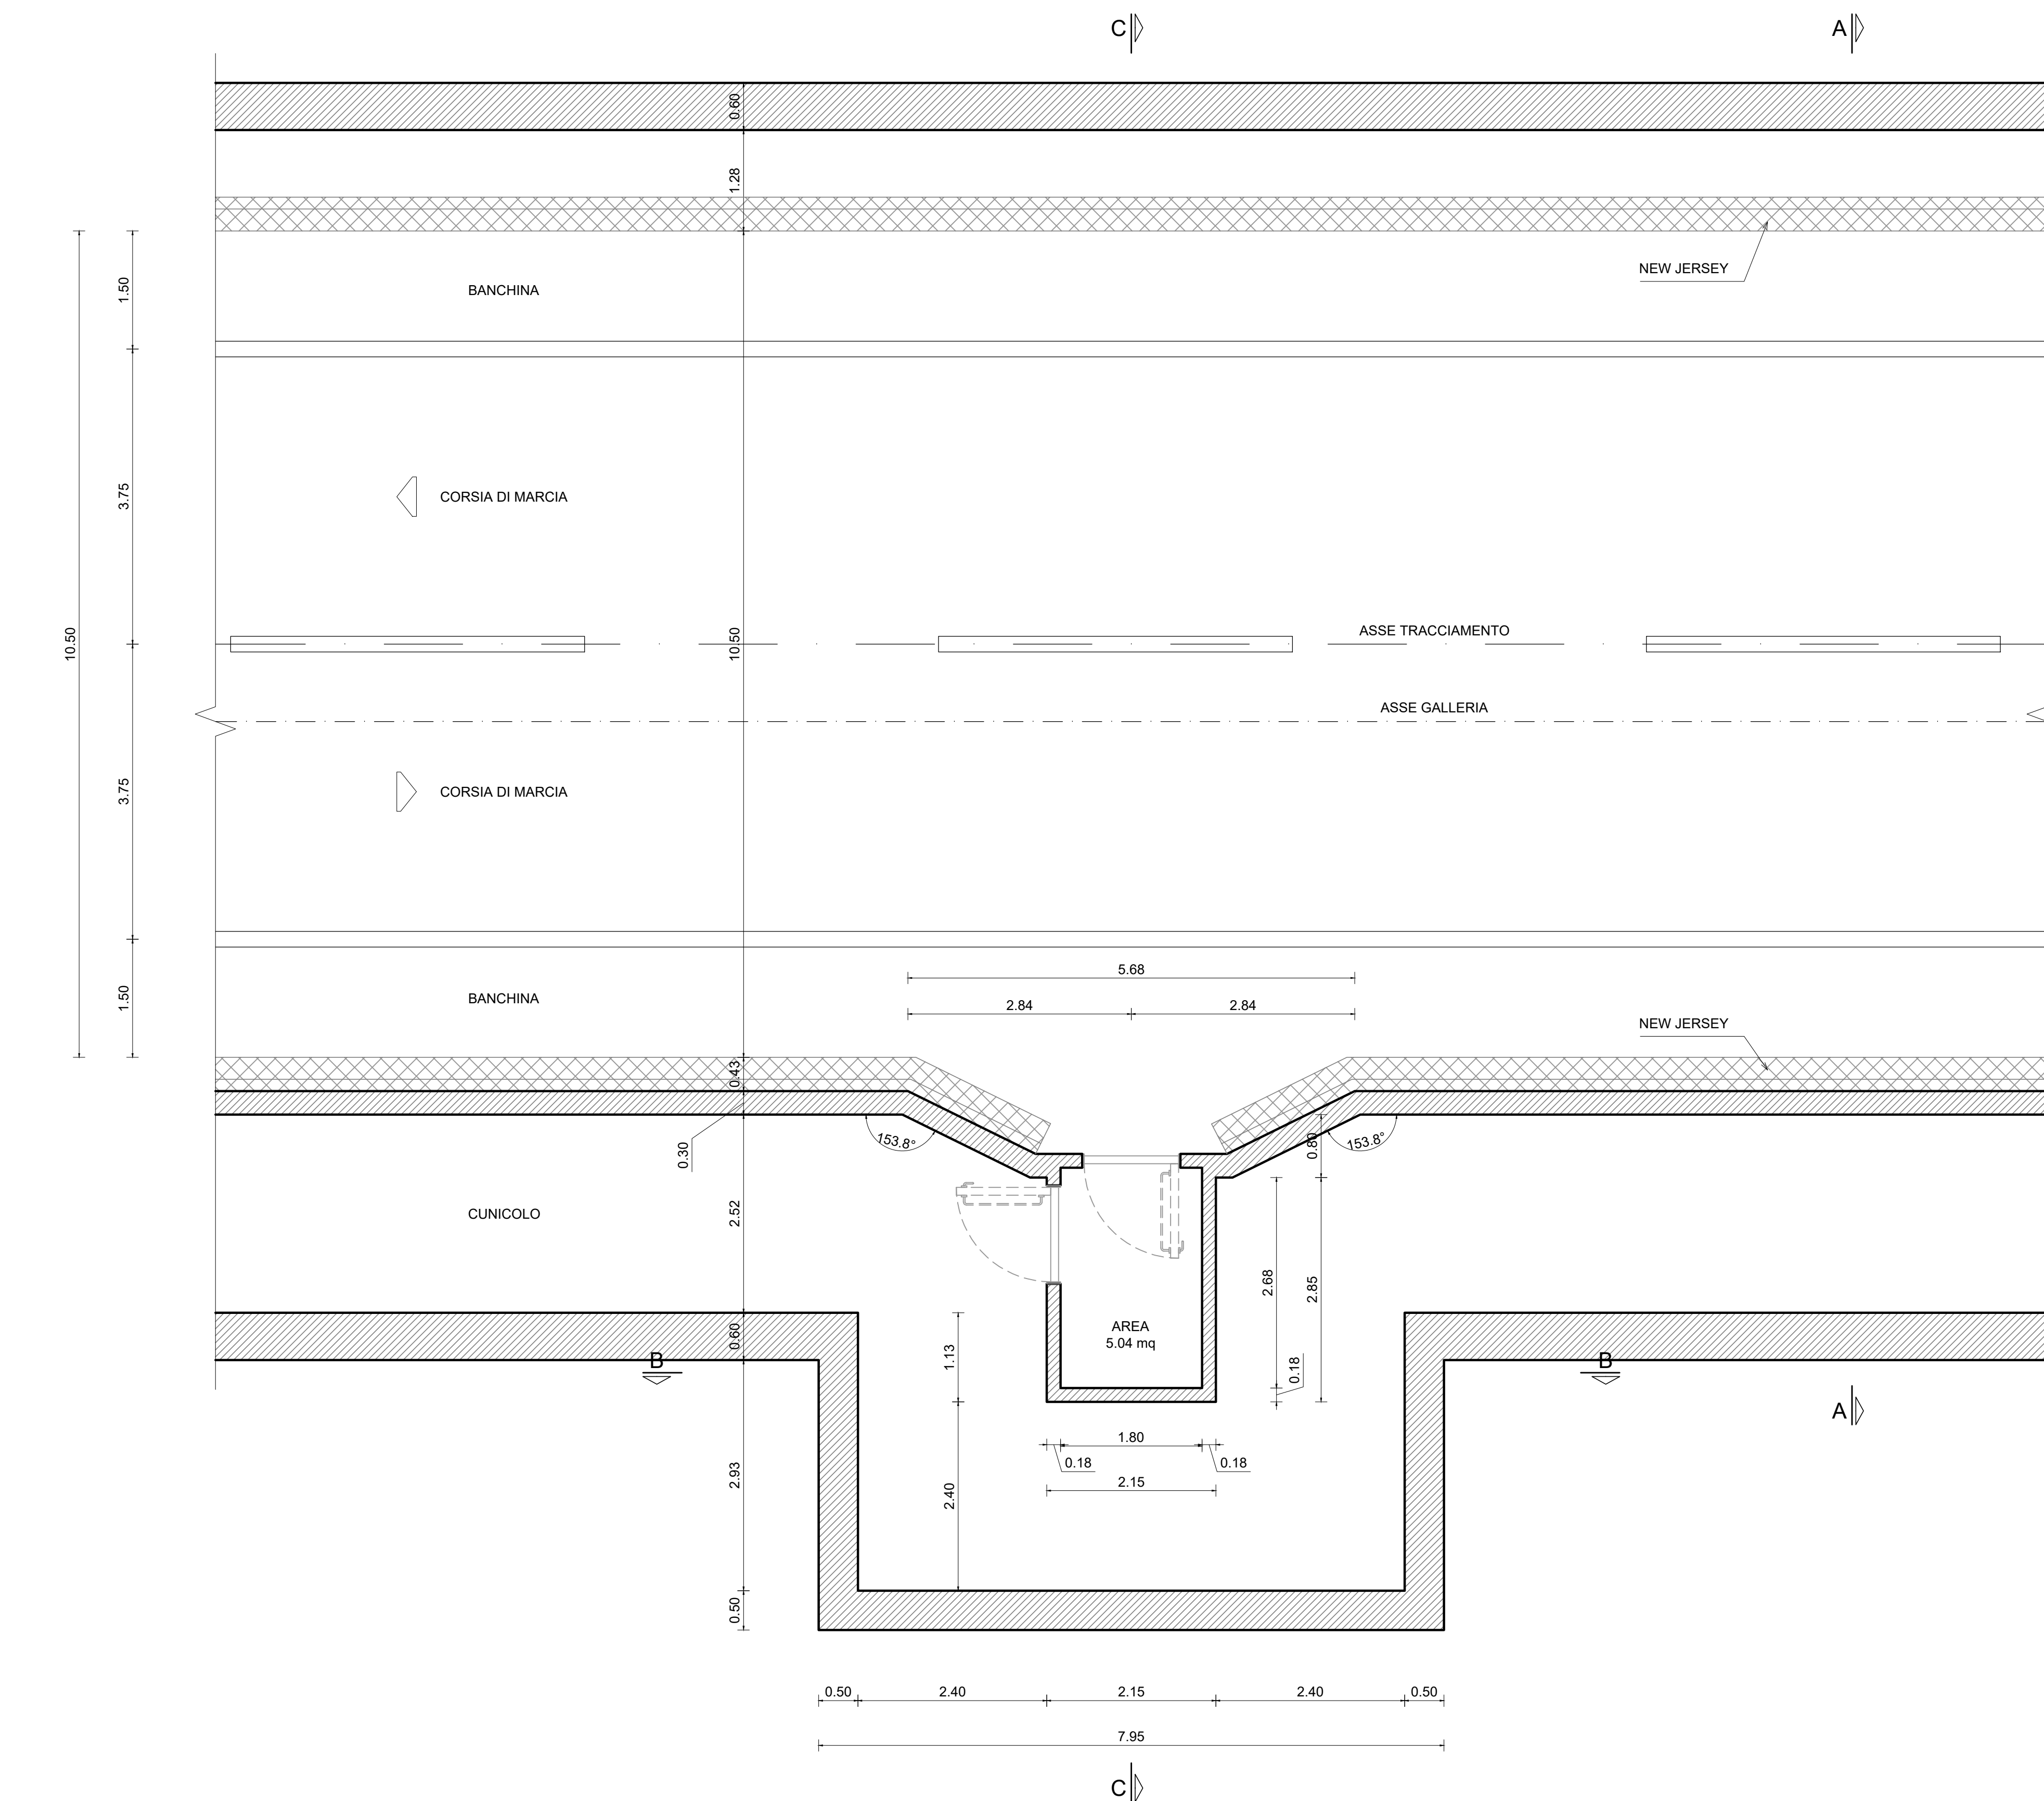 C
A
0.60
1.28
NEW JERSEY
1.50
BANCHINA
3.75
CORSIA DI MARCIA
10.50
10.50
ASSE TRACCIAMENTO
ASSE GALLERIA
3.75
CORSIA DI MARCIA
5.68
1.50
BANCHINA
2.84
2.84
NEW JERSEY
0.43
153.8°
153.8°
0.30
0.80
CUNICOLO
2.52
2.68
2.85
AREA
5.04 mq
0.60
1.13
0.18
B
B
A
1.80
0.18
0.18
2.93
2.40
2.15
0.50
0.50
2.40
2.15
2.40
0.50
7.95
C